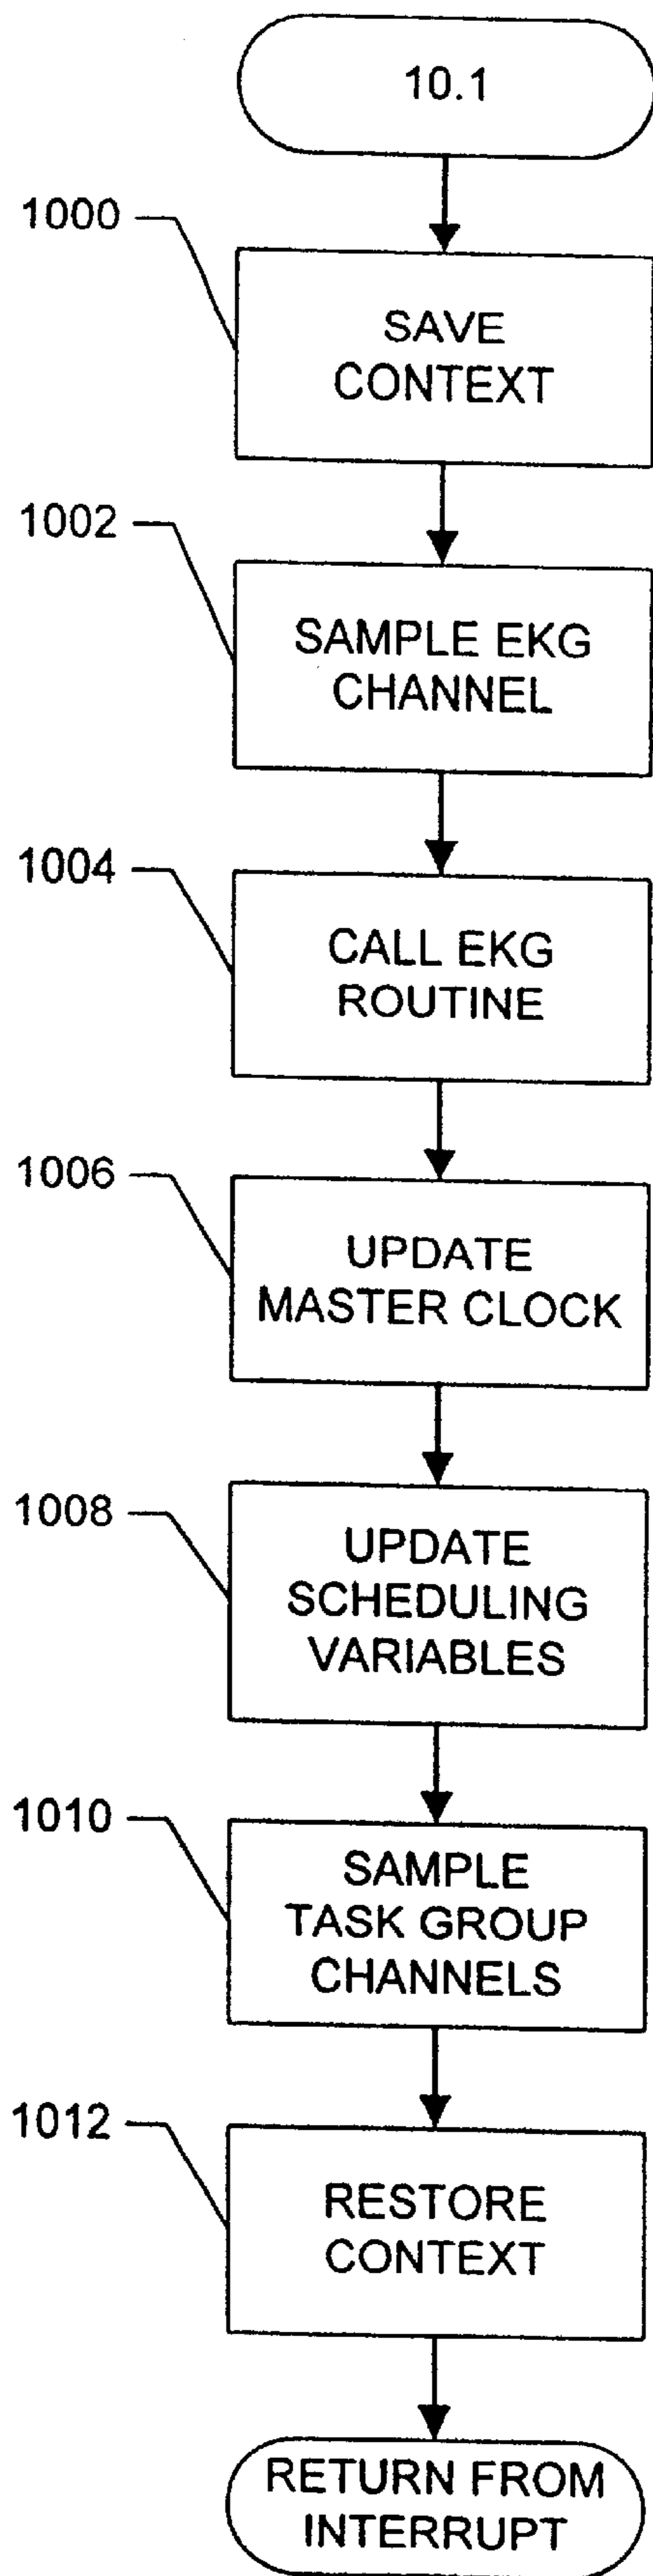 10.1
1000
SAVE
CONTEXT
1002
SAMPLE EKG
CHANNEL
1004
CALL EKG
ROUTINE
1006
UPDATE
MASTER CLOCK
1008
UPDATE
SCHEDULING
VARIABLES
1010
SAMPLE
TASK GROUP
CHANNELS
1012
RESTORE
CONTEXT
RETURN FROM
INTERRUPT